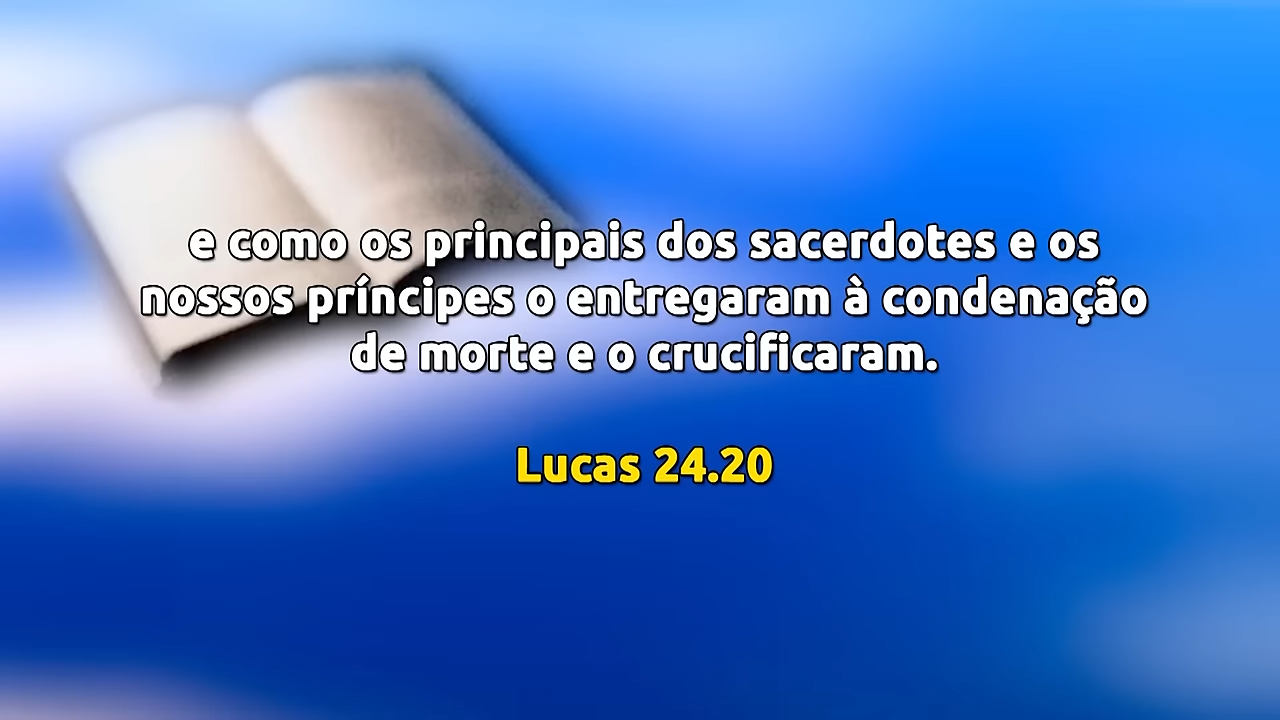 e como os principais dos sacerdotes e os
nossos príncipes o entregaram à condenação
de morte e o crucificaram.
Lucas 24.20